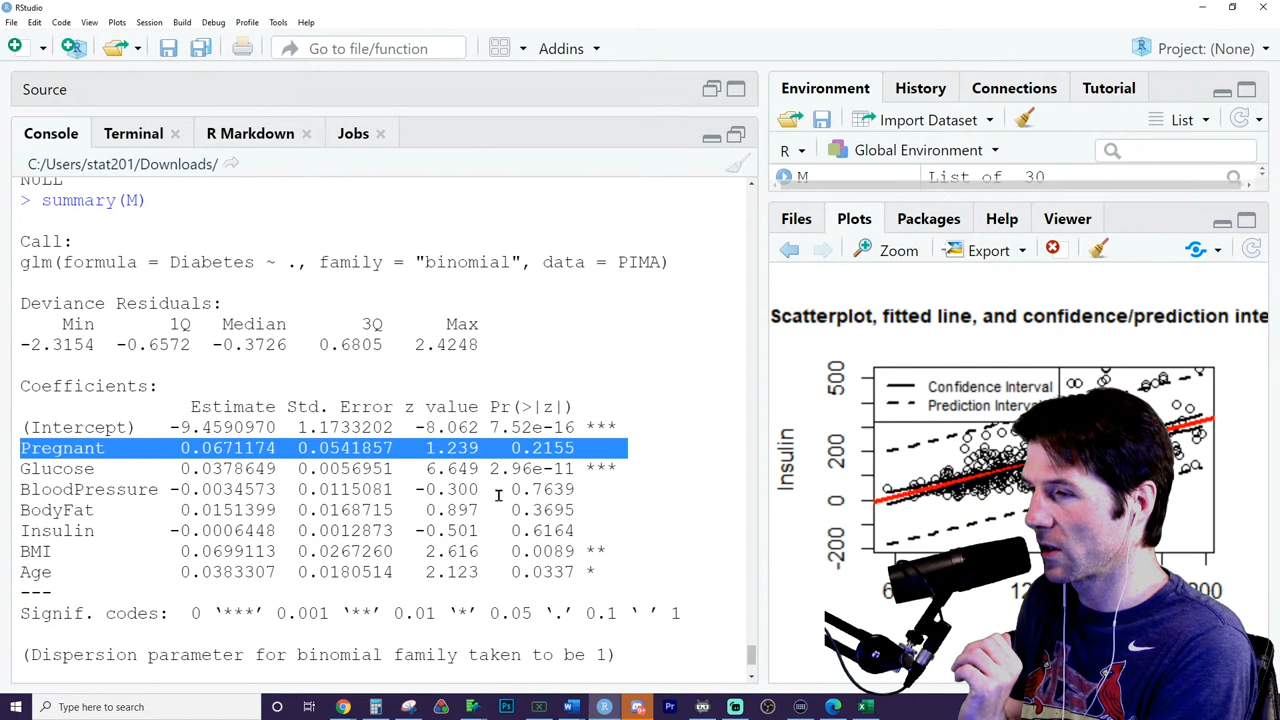 RStudio
File Edit Code View Plots Session Build Debug Profile Tools Help
Go to file/function
Addins
Project: (None)
Source
Console Terminal R Markdown Jobs
C:/Users/stat201/Downloads/
NULL
> summary(M)
Call:
glm(formula = Diabetes ~ ., family = "binomial", data = PIMA)
Deviance Residuals:
Min 1Q Median 3Q Max
-2.3154 -0.6572 -0.3726 0.6805 2.4248
Coefficients:
Estimate Std. Error z value Pr(>|z|)
(Intercept) -9.4590970 1.1733202 -8.062 7.52e-16 ***
Pregnant 0.0671174 0.0541857 1.239 0.2155
Glucose 0.0378649 0.0056951 6.649 2.96e-11 ***
BloodPressure -0.0034573 0.0115081 -0.300 0.7639
BodyFat 0.0151399 0.0168715 0.897 0.3695
Insulin -0.0006448 0.0012873 -0.501 0.6164
BMI 0.0699113 0.0267260 2.616 0.0089 **
Age 0.0383307 0.0180514 2.123 0.0337 *
---
Signif. codes: 0 ‘***’ 0.001 ‘**’ 0.01 ‘*’ 0.05 ‘.’ 0.1 ‘ ’ 1
(Dispersion parameter for binomial family taken to be 1)
Environment History Connections Tutorial
Import Dataset
List
R
Global Environment
M List of 30
Files Plots Packages Help Viewer
Zoom
Export
Scatterplot, fitted line, and confidence/prediction inte
Confidence Interval
Prediction Interval
Insulin
500
200
0
-200
Type here to search